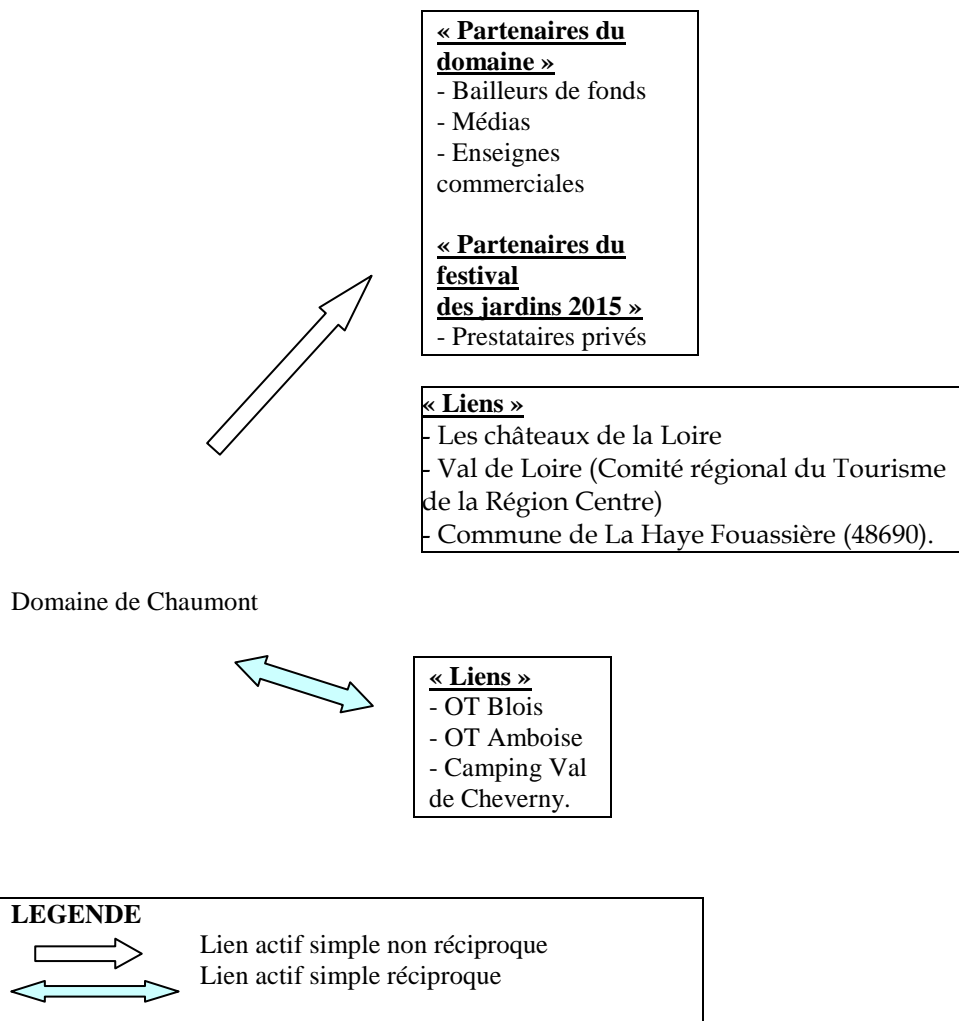 « Partenaires du
domaine »
- Bailleurs de fonds
- Médias
- Enseignes
commerciales
« Partenaires du
festival
des jardins 2015 »
- Prestataires privés
« Liens »
- Les châteaux de la Loire
- Val de Loire (Comité régional du Tourisme
de la Région Centre)
- Commune de La Haye Fouassière (48690).
Domaine de Chaumont
« Liens »
- OT Blois
- OT Amboise
- Camping Val
de Cheverny.
LEGENDE
Lien actif simple non réciproque
Lien actif simple réciproque